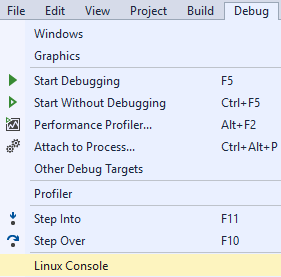 File Edit View Project Build Debug
Windows
Graphics
Start Debugging F5
Start Without Debugging Ctrl+F5
Performance Profiler... Alt+F2
Attach to Process... Ctrl+Alt+P
Other Debug Targets
Profiler
Step Into F11
Step Over F10
Linux Console